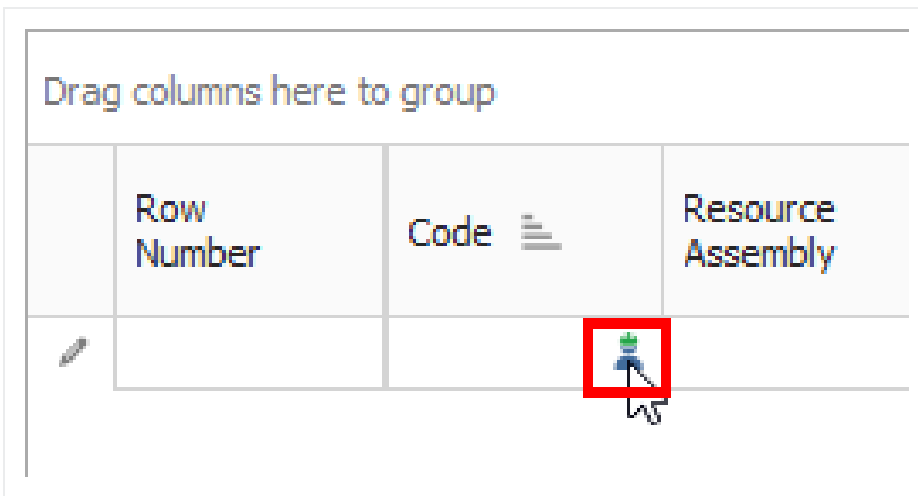 Drag columns here to group
Row
Number
Code
Resource
Assembly